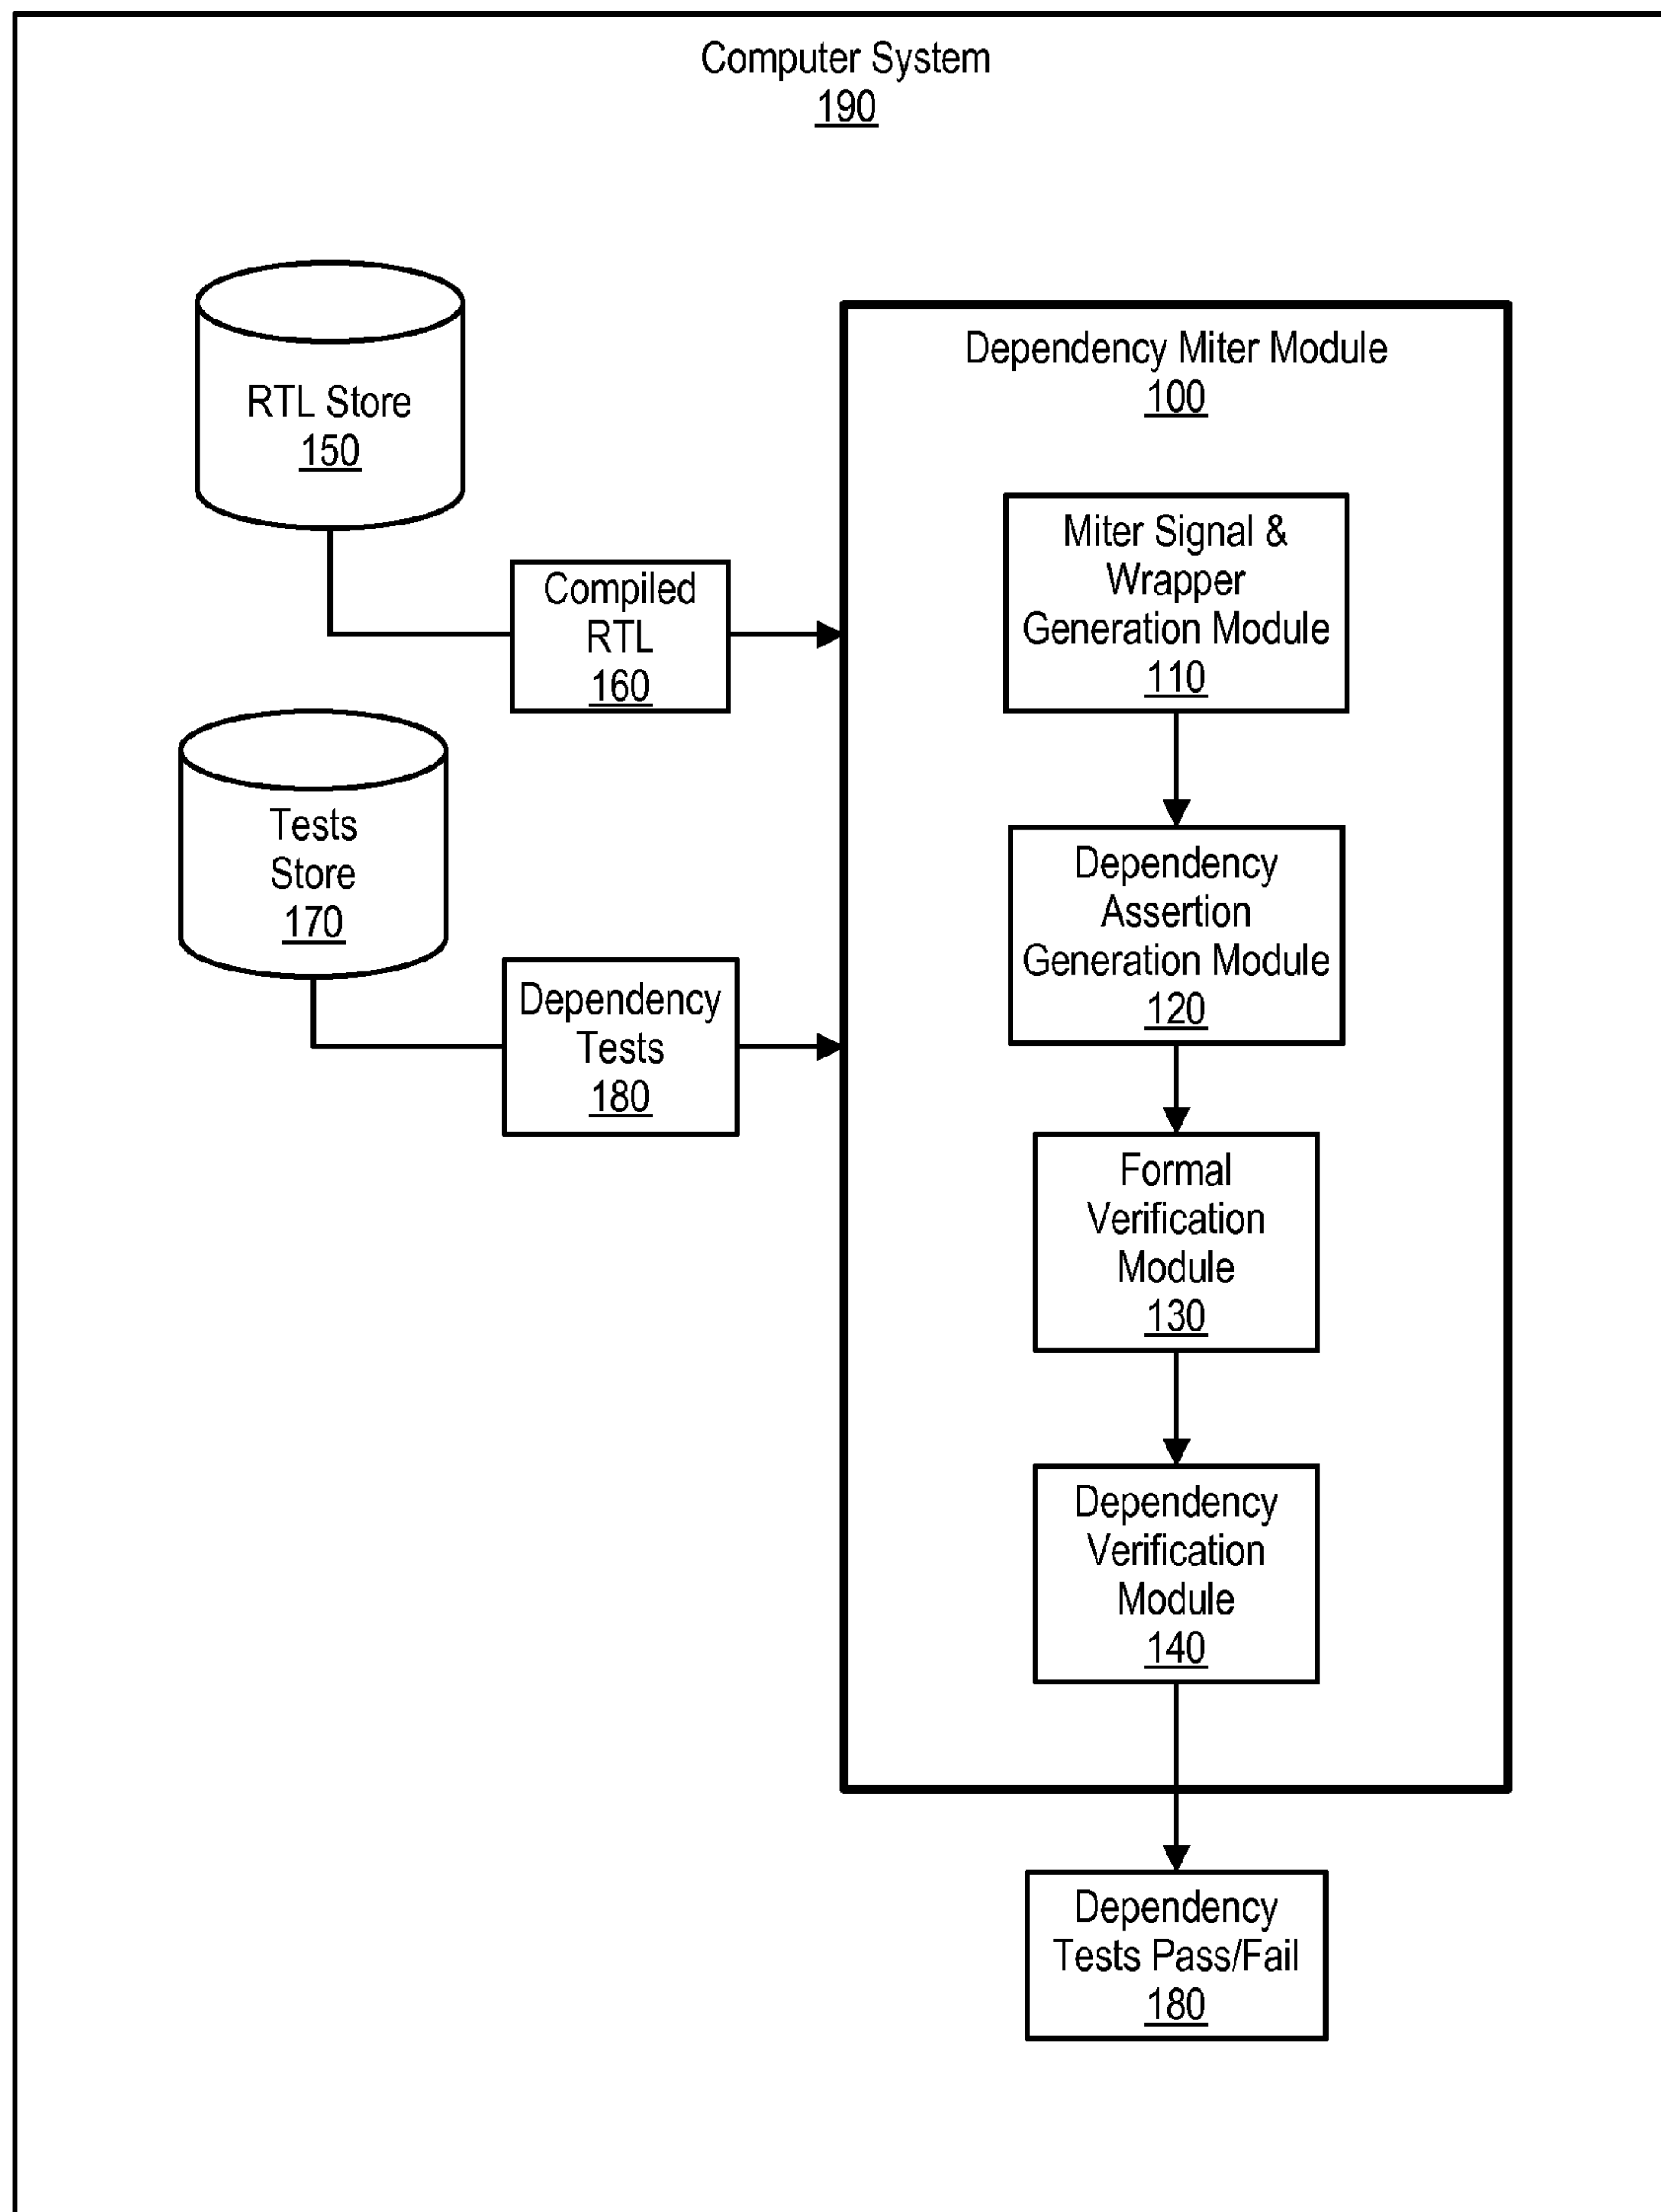 Computer System
190
RTL Store
150
Compiled
RTL
160
Tests
Store
170
Dependency
Tests
180
Dependency Miter Module
100
Miter Signal &
Wrapper
Generation Module
110
Dependency
Assertion
Generation Module
120
Formal
Verification
Module
130
Dependency
Verification
Module
140
Dependency
Tests Pass/Fail
180